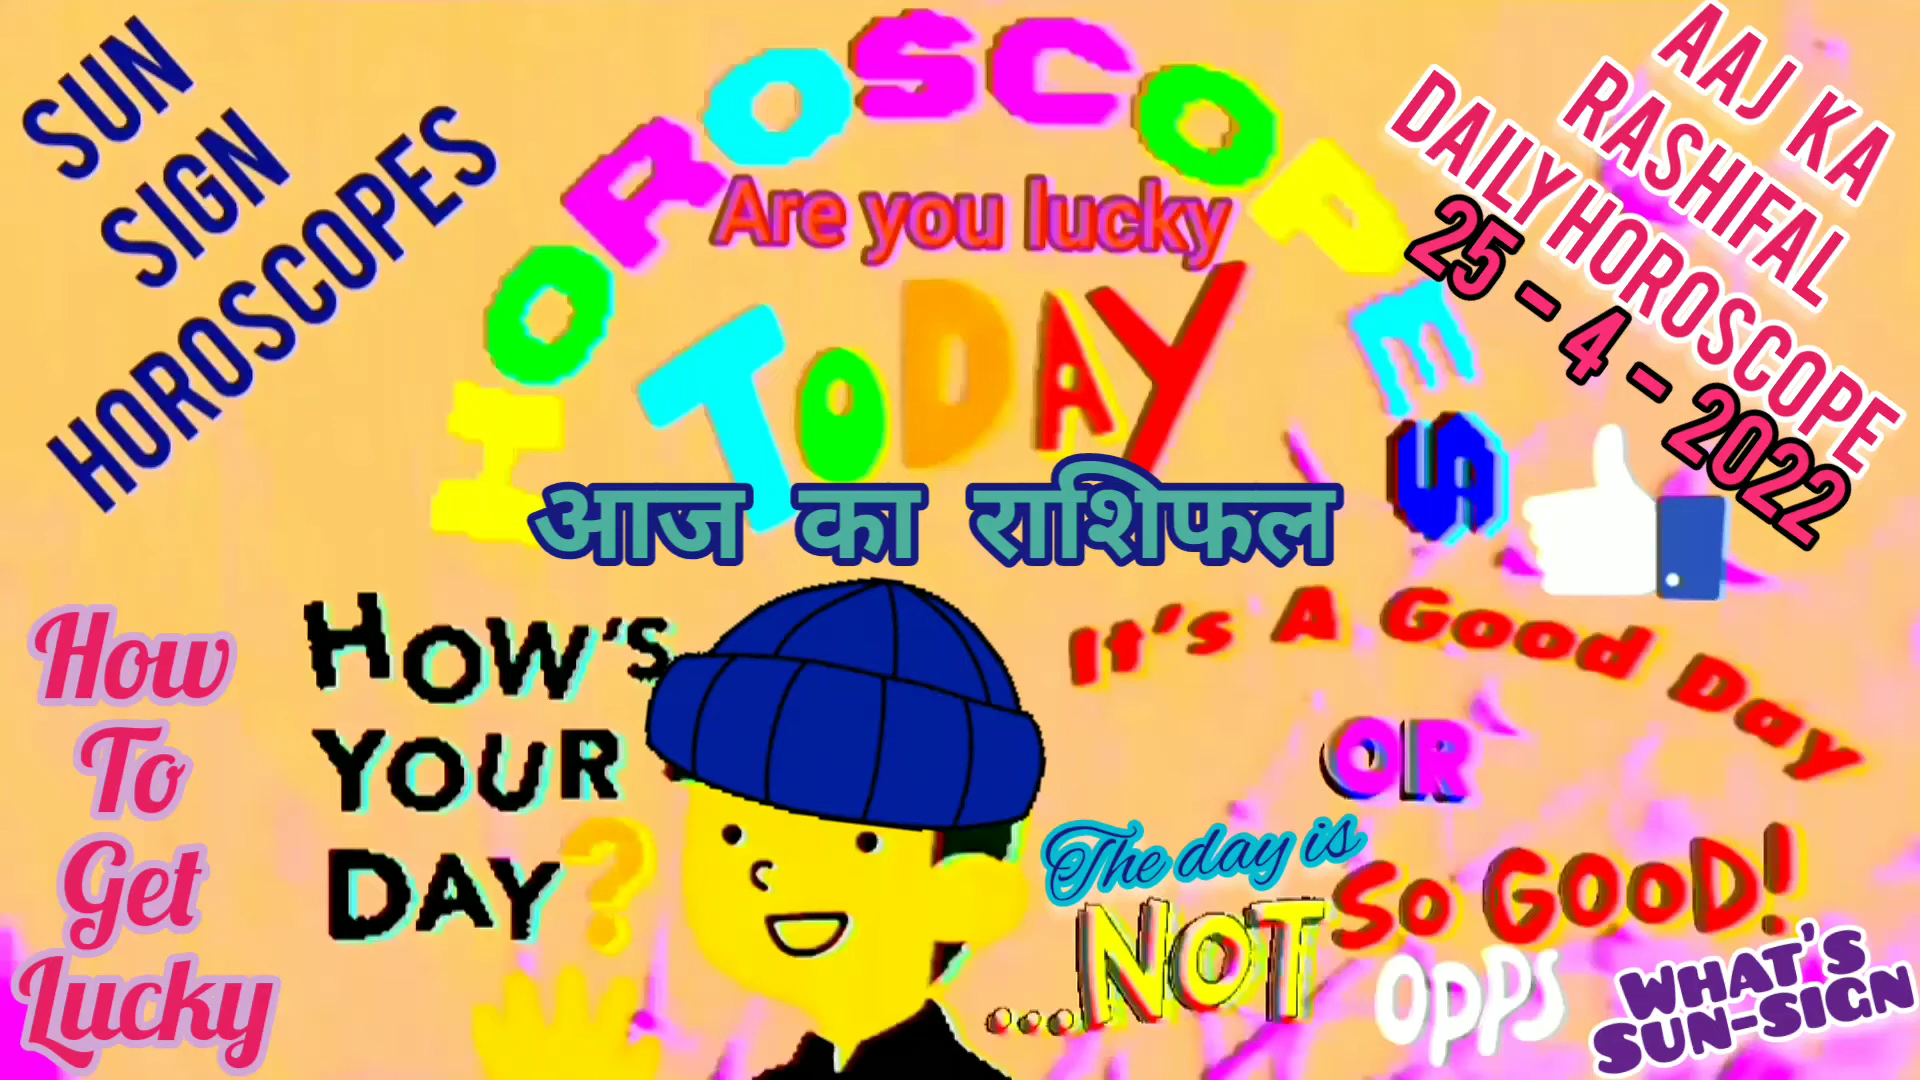 SUN
SIGN
HOROSCOPES
HOROSCOPES
Are you lucky
TODAY
आज का राशिफल
AAJ KA
RASHIFAL
DAILY HOROSCOPE
25 - 4 - 2022
How
To
Get
Lucky
HOW'S
YOUR
DAY?
It's A Good Day
OR
The day is
...NOT So GOOD!
OPPS
WHAT'S
SUN-SIGN